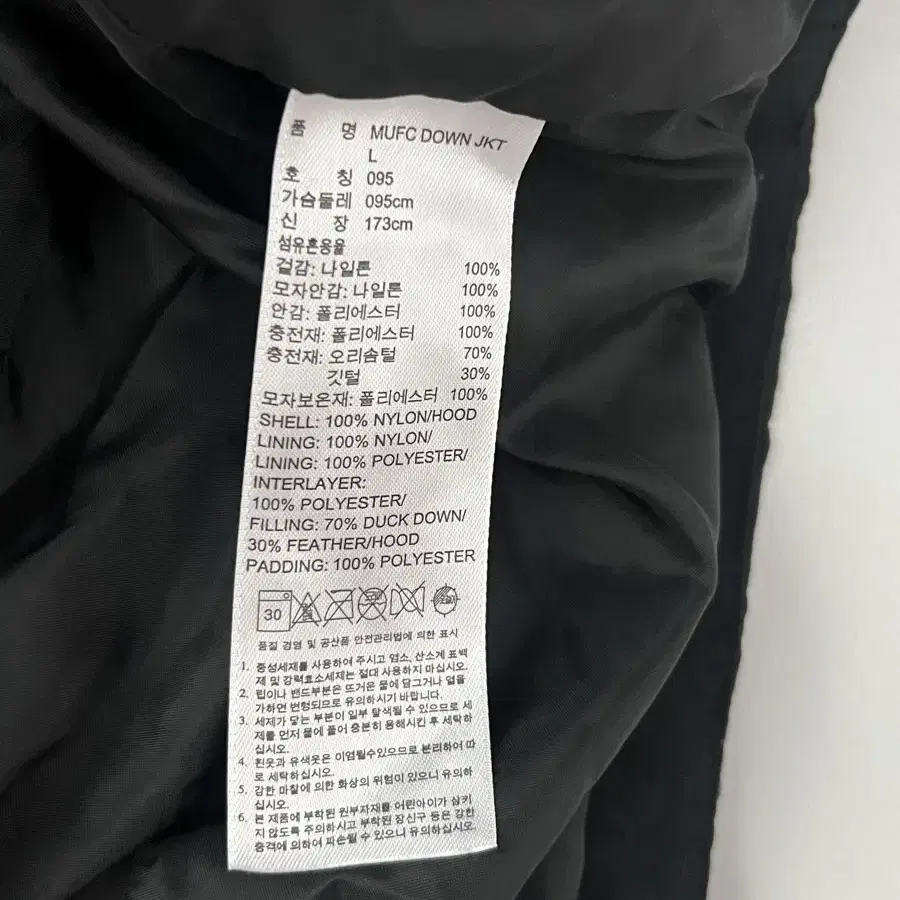 품 명 MUFC DOWN JKT
L
호 칭 095
가슴둘레 095cm
신 장 173cm
섬유혼용율
겉감: 나일론 100%
모자안감: 나일론 100%
안감: 폴리에스터 100%
충전재: 폴리에스터 100%
충전재: 오리솜털 70%
깃털 30%
모자보온재: 폴리에스터 100%
SHELL: 100% NYLON/HOOD
LINING: 100% NYLON/
LINING: 100% POLYESTER/
INTERLAYER:
100% POLYESTER/
FILLING: 70% DUCK DOWN/
30% FEATHER/HOOD
PADDING: 100% POLYESTER
30
품질 경영 및 공산품 안전관리법에 의한 표시
1. 중성세제를 사용하여 주시고 염소, 산소계 표백
제 및 강력효소세제는 절대 사용하지 마십시오.
2. 립이나 밴드부분은 뜨거운 물에 담그거나 열을
가하면 변형되므로 유의하시기 바랍니다.
3. 세제가 닿는 부분이 일부 탈색될 수 있으므로 세
제를 먼저 물에 풀어 충분히 용해시킨 후 세탁하
십시오.
4. 흰옷과 유색옷은 이염될수있으므로 분리하여 따
로 세탁하십시오.
5. 강한 마찰에 의한 화상의 위험이 있으니 유의하
십시오.
6. 본 제품에 부착된 원부자재를 어린아이가 삼키
지 않도록 주의하시고 부착된 장신구 등은 강한
충격에 의하여 파손될 수 있으니 유의하십시오.